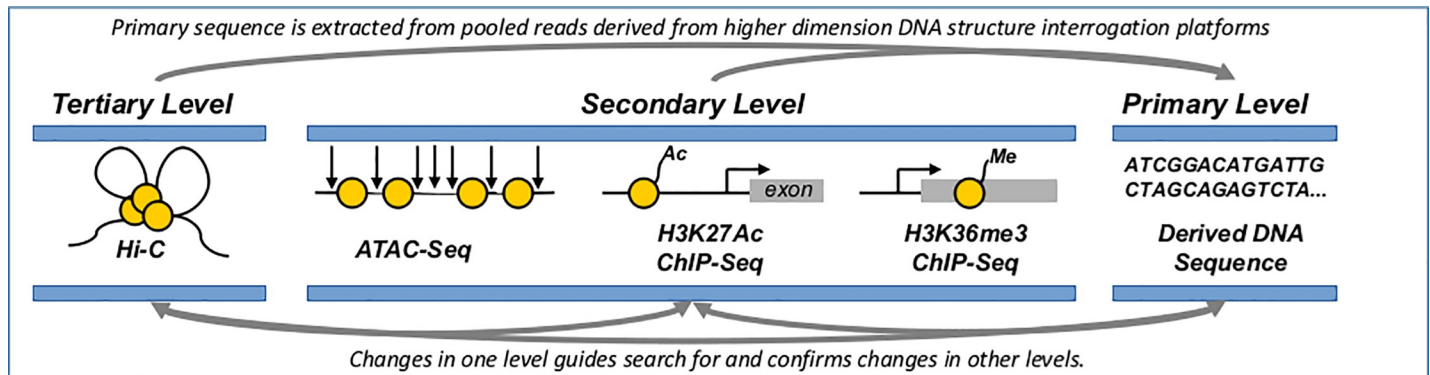 Primary sequence is extracted from pooled reads derived from higher dimension DNA structure interrogation platforms
Tertiary Level
Secondary Level
Primary Level
Hi-C
ATAC-Seq
Ac
exon
H3K27Ac
ChIP-Seq
Me
H3K36me3
ChIP-Seq
ATCGGACATGATTG
CTAGCAGAGTCTA...
Derived DNA
Sequence
Changes in one level guides search for and confirms changes in other levels.